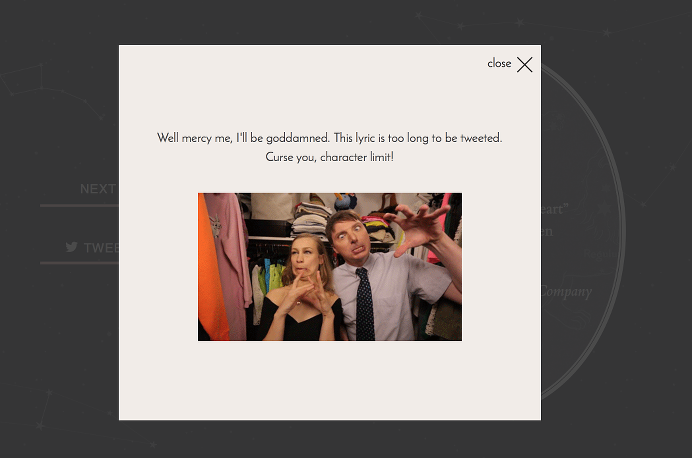 close
Well mercy me, I'll be goddamned. This lyric is too long to be tweeted.
Curse you, character limit!
NEXT
TWEE
eart"
en
Company